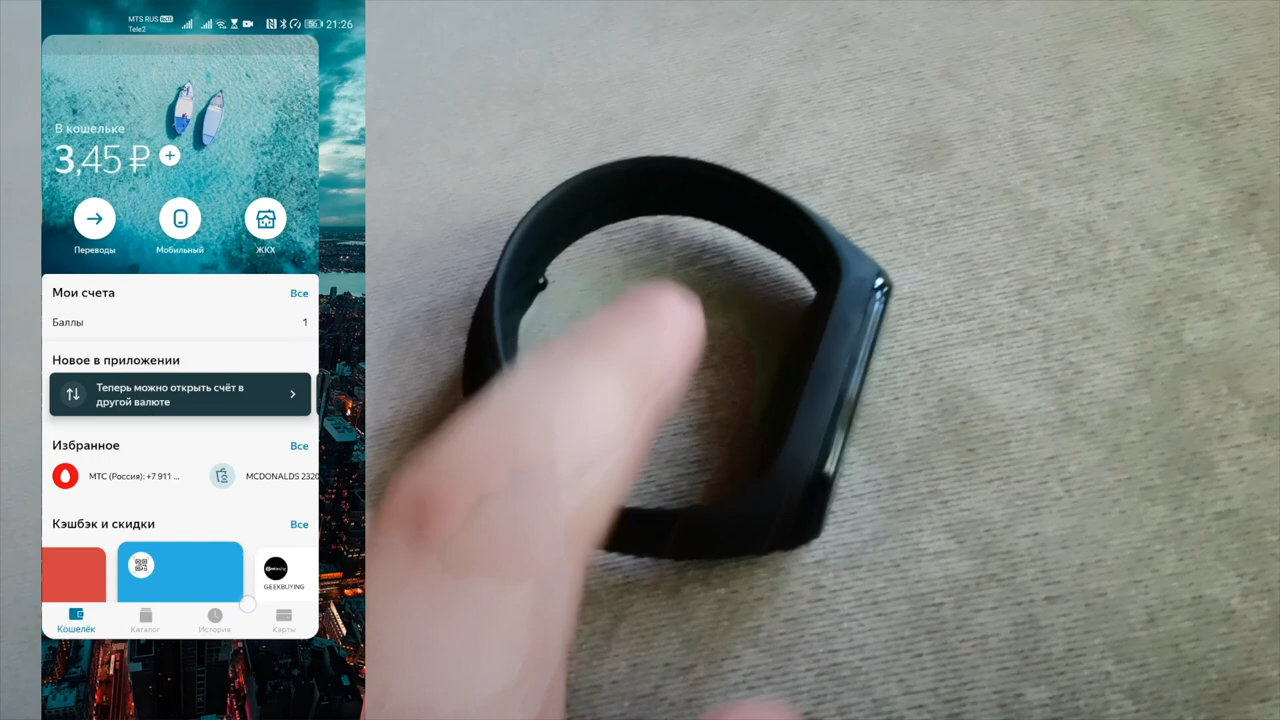 MTS RUS VoLTE
Tele2
56
21:26
В кошельке
3,45 ₽
Переводы
Мобильный
ЖКХ
Мои счета
Все
Баллы
1
Новое в приложении
Теперь можно открыть счёт в
другой валюте
Избранное
Все
МТС (Россия): +7 911 ...
MCDONALDS 2320
Кэшбэк и скидки
Все
GEEKBUYING
Кошелёк
Каталог
История
Карты